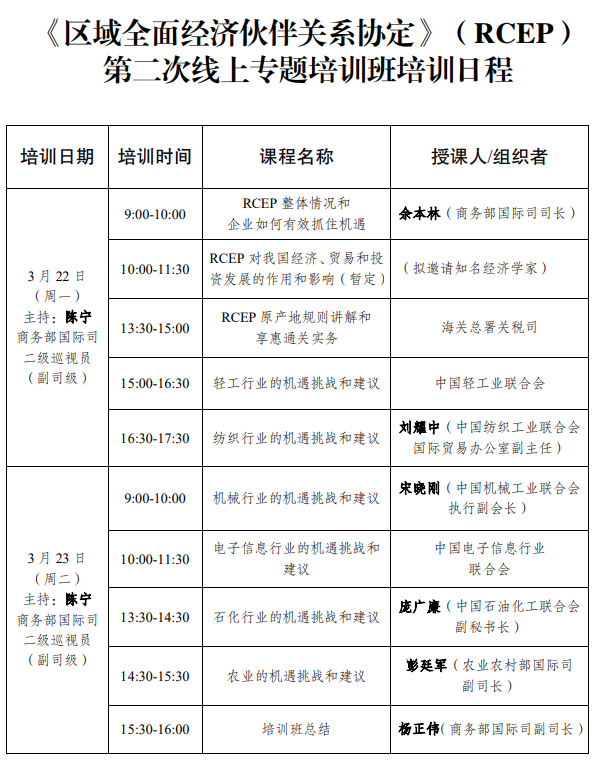 《区域全面经济伙伴关系协定》（RCEP）
第二次线上专题培训班培训日程
培训日期 培训时间 课程名称 授课人/组织者
3 月 22 日
（周一）
主持：陈宁
商务部国际司
二级巡视员
（副司级）
9:00-10:00
RCEP 整体情况和
企业如何有效抓住机遇
余本林（商务部国际司司长）
10:00-11:30
RCEP 对我国经济、贸易和投
资发展的作用和影响（暂定）
（拟邀请知名经济学家）
13:30-15:00
RCEP 原产地规则讲解和
享惠通关实务
海关总署关税司
15:00-16:30
轻工行业的机遇挑战和建议
中国轻工业联合会
16:30-17:30
纺织行业的机遇挑战和建议
刘耀中（中国纺织工业联合会
国际贸易办公室副主任）
3 月 23 日
（周二）
主持：陈宁
商务部国际司
二级巡视员
（副司级）
9:00-10:00
机械行业的机遇挑战和建议
宋晓刚（中国机械工业联合会
执行副会长）
10:00-11:30
电子信息行业的机遇挑战和
建议
中国电子信息行业
联合会
13:30-14:30
石化行业的机遇挑战和建议
庞广廉（中国石油化工联合会
副秘书长）
14:30-15:30
农业的机遇挑战和建议
彭廷军（农业农村部国际司
副司长）
15:30-16:00
培训班总结
杨正伟（商务部国际司副司长）